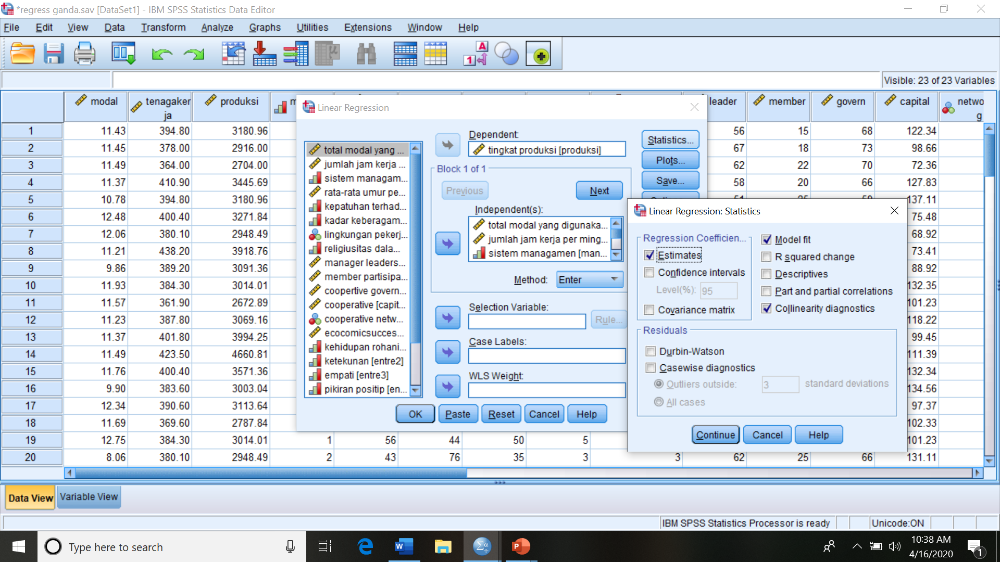 *regress ganda.sav [DataSet1] - IBM SPSS Statistics Data Editor
File Edit View Data Transform Analyze Graphs Utilities Extensions Window Help
Visible: 23 of 23 Variables
modal tenagakerja produksi leader member govern capital
1 11.43 394.80 3180.96 56 15 68 122.34
2 11.45 378.00 2916.00 67 18 73 98.66
3 11.49 364.00 2704.00 62 22 70 72.36
4 11.37 410.90 3445.69 58 20 66 127.83
5 10.78 394.80 3180.96 137.11
6 12.48 400.40 3271.84 75.48
7 12.06 380.10 2948.49 68.92
8 11.21 438.20 3918.76 73.41
9 9.86 389.20 3091.36 88.92
10 11.93 384.30 3014.01 132.35
11 11.57 361.90 2672.89 101.23
12 11.23 387.80 3069.16 118.22
13 11.37 401.80 3994.25 99.45
14 11.49 423.50 4660.81 111.39
15 11.76 400.40 3571.36 132.34
16 9.90 383.60 3003.04 134.56
17 12.34 390.60 3113.64 97.37
18 11.69 369.60 2787.84 102.33
19 12.75 384.30 3014.01 1 56 44 50 5 101.23
20 8.06 380.10 2948.49 2 43 76 35 3 3 62 25 66 131.11
Linear Regression
total modal yang ...
jumlah jam kerja ...
sistem managam...
rata-rata umur pe...
kepatuhan terhad...
kadar keberagam...
lingkungan pekerj...
religiusitas dala...
manager leaders...
member partisipa...
coopertive govern...
cooperative [capit...
cooperative netw...
ecocomicsucces...
kehidupan rohani...
ketekunan [entre2]
empati [entre3]
pikiran positip [en...
Dependent:
tingkat produksi [produksi]
Block 1 of 1
Previous Next
Independent(s):
total modal yang digunaka...
jumlah jam kerja per ming...
sistem managamen [man...
Method: Enter
Selection Variable:
Rule...
Case Labels:
WLS Weight:
Statistics...
Plots...
Save...
OK Paste Reset Cancel Help
Linear Regression: Statistics
Regression Coefficien...
Estimates
Confidence intervals
Level(%): 95
Covariance matrix
Model fit
R squared change
Descriptives
Part and partial correlations
Collinearity diagnostics
Residuals
Durbin-Watson
Casewise diagnostics
Outliers outside: 3 standard deviations
All cases
Continue Cancel Help
Data View Variable View
IBM SPSS Statistics Processor is ready Unicode:ON
Type here to search
10:38 AM
4/16/2020
1